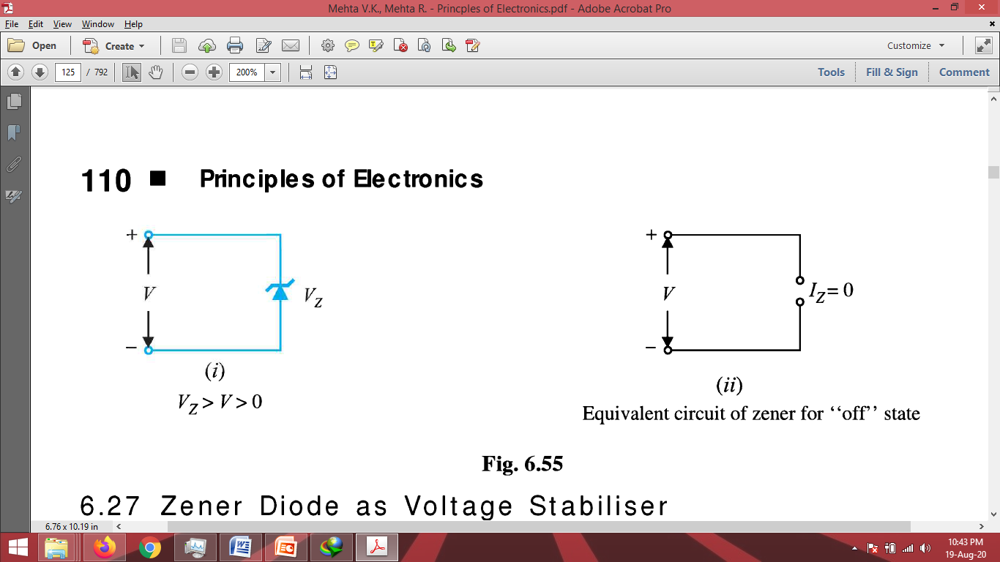 Mehta V.K., Mehta R. - Princples of Electronics.pdf - Adobe Acrobat Pro
File Edit View Window Help
Open Create Customize
125 / 792 200% Tools Fill & Sign Comment
110 ■ Principles of Electronics
+ +
V VZ V IZ = 0
– –
(i) (ii)
VZ > V > 0
Equivalent circuit of zener for ‘‘off’’ state
Fig. 6.55
6.27 Zener Diode as Voltage Stabiliser
6.76 x 10.19 in
10:43 PM
19-Aug-20